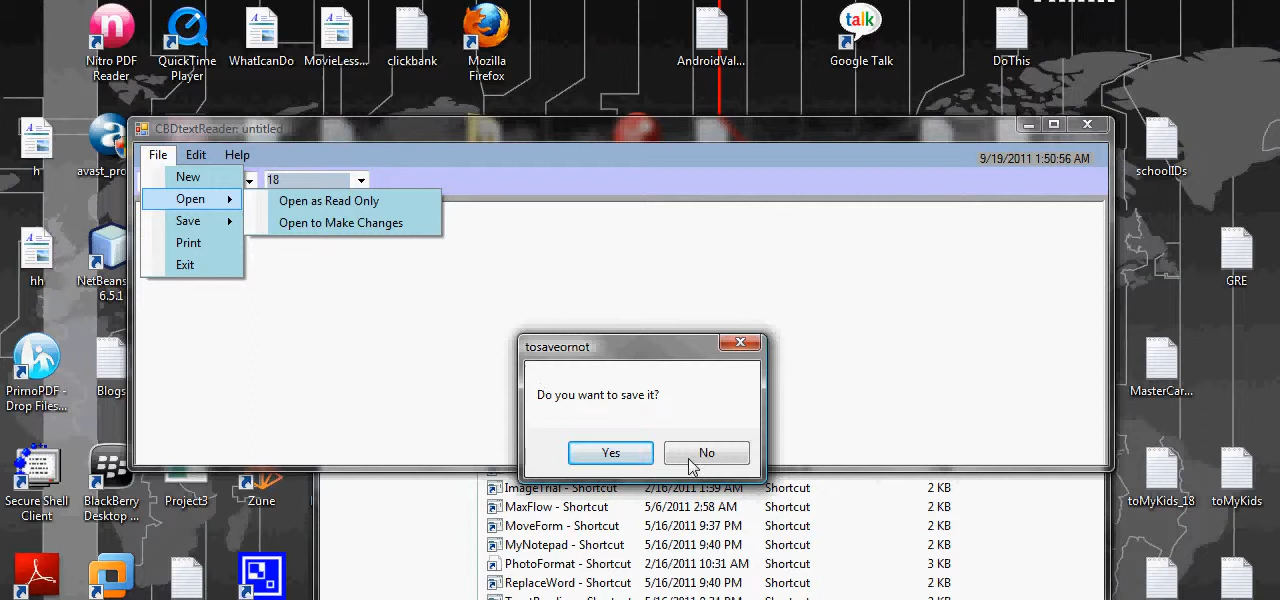 Nitro PDF
Reader
QuickTime
Player
WhatIcanDo
MovieLess...
clickbank
Mozilla
Firefox
AndroidVal...
talk
Google Talk
DoThis
h
avast_pro
schoolIDs
hh
NetBeans
6.5.1
GRE
PrimoPDF -
Drop Files...
Blogs
MasterCar...
Secure Shell
Client
BlackBerry
Desktop ...
Project3
Zune
toMyKids_18
toMyKids
CBDtextReader: untitled
File Edit Help
9/19/2011 1:50:56 AM
18
New
Open
Save
Print
Exit
Open as Read Only
Open to Make Changes
tosaveornot
Do you want to save it?
Yes No
ImageTrial - Shortcut 2/16/2011 1:39 AM Shortcut 2 KB
MaxFlow - Shortcut 5/6/2011 2:58 AM Shortcut 2 KB
MoveForm - Shortcut 5/16/2011 9:37 PM Shortcut 2 KB
MyNotepad - Shortcut 5/16/2011 9:40 PM Shortcut 2 KB
PhotoFormat - Shortcut 2/16/2011 10:31 AM Shortcut 3 KB
ReplaceWord - Shortcut 5/16/2011 9:40 PM Shortcut 2 KB